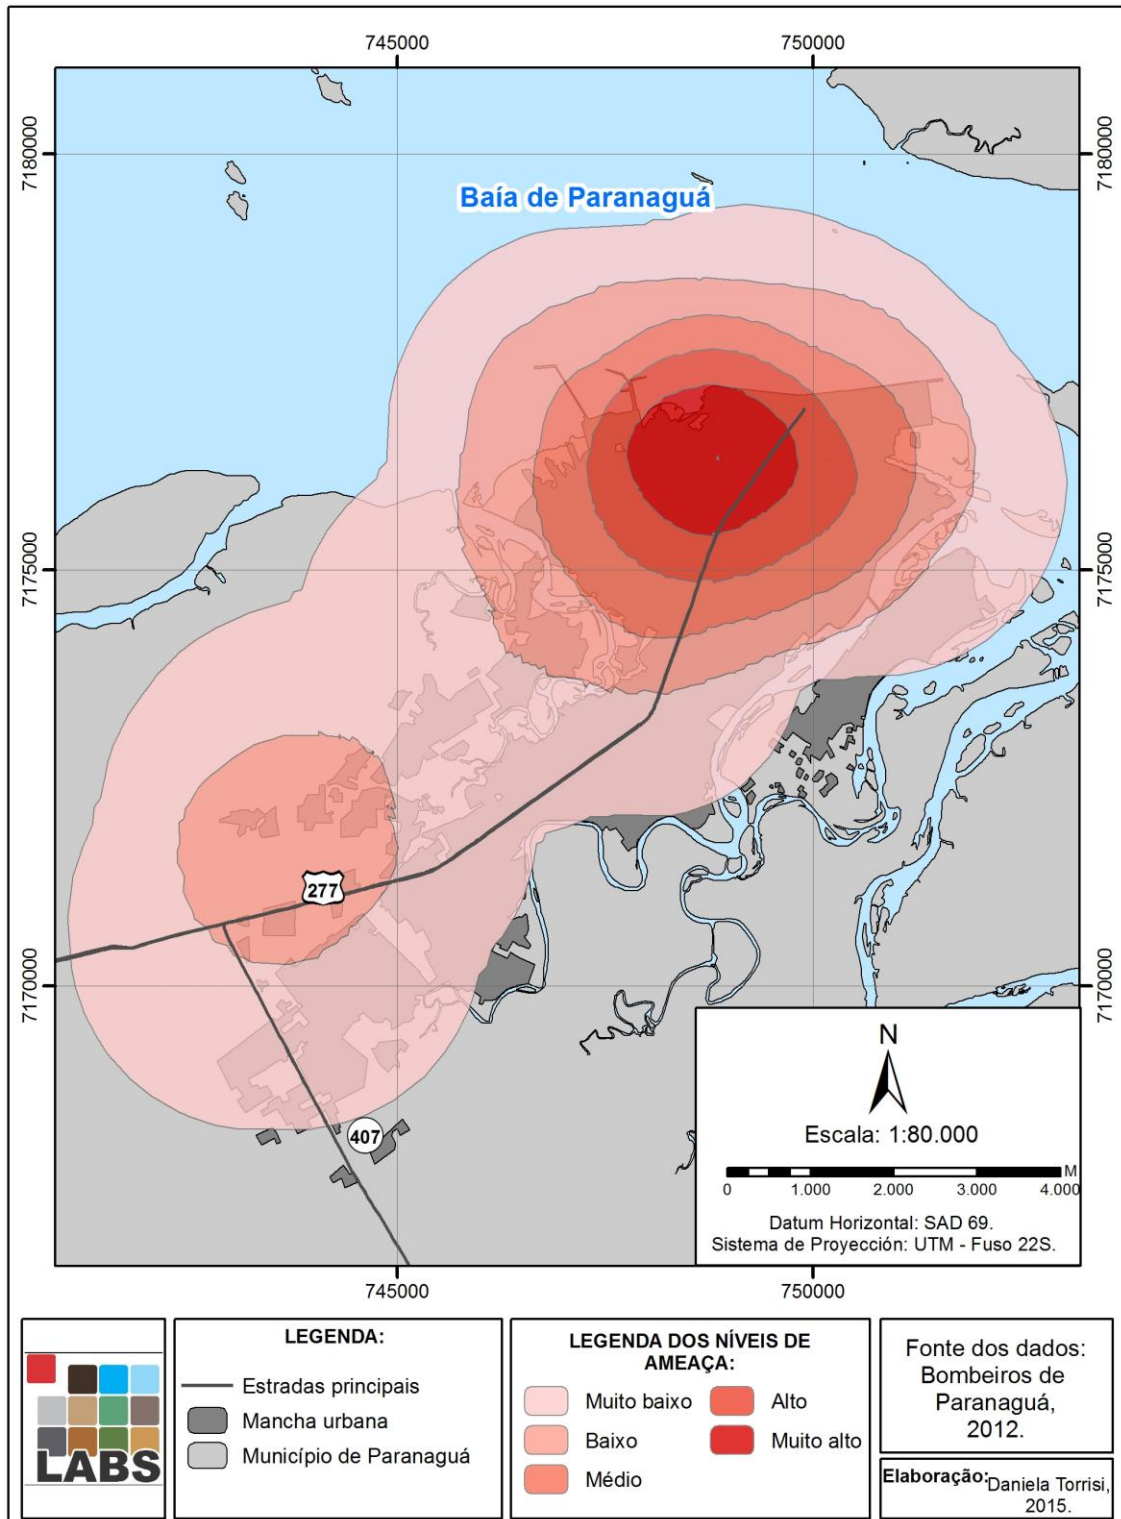 745000
750000
7180000
7180000
Baía de Paranaguá
7175000
7175000
277
7170000
7170000
407
N
Escala: 1:80.000
M
0
1.000
2.000
3.000
4.000
Datum Horizontal: SAD 69.
Sistema de Proyección: UTM - Fuso 22S.
745000
750000
LABS
LEGENDA:
Estradas principais
Mancha urbana
Município de Paranaguá
LEGENDA DOS NÍVEIS DE
AMEAÇA:
Muito baixo
Baixo
Médio
Alto
Muito alto
Fonte dos dados:
Bombeiros de
Paranaguá,
2012.
Elaboração: Daniela Torrisi,
2015.